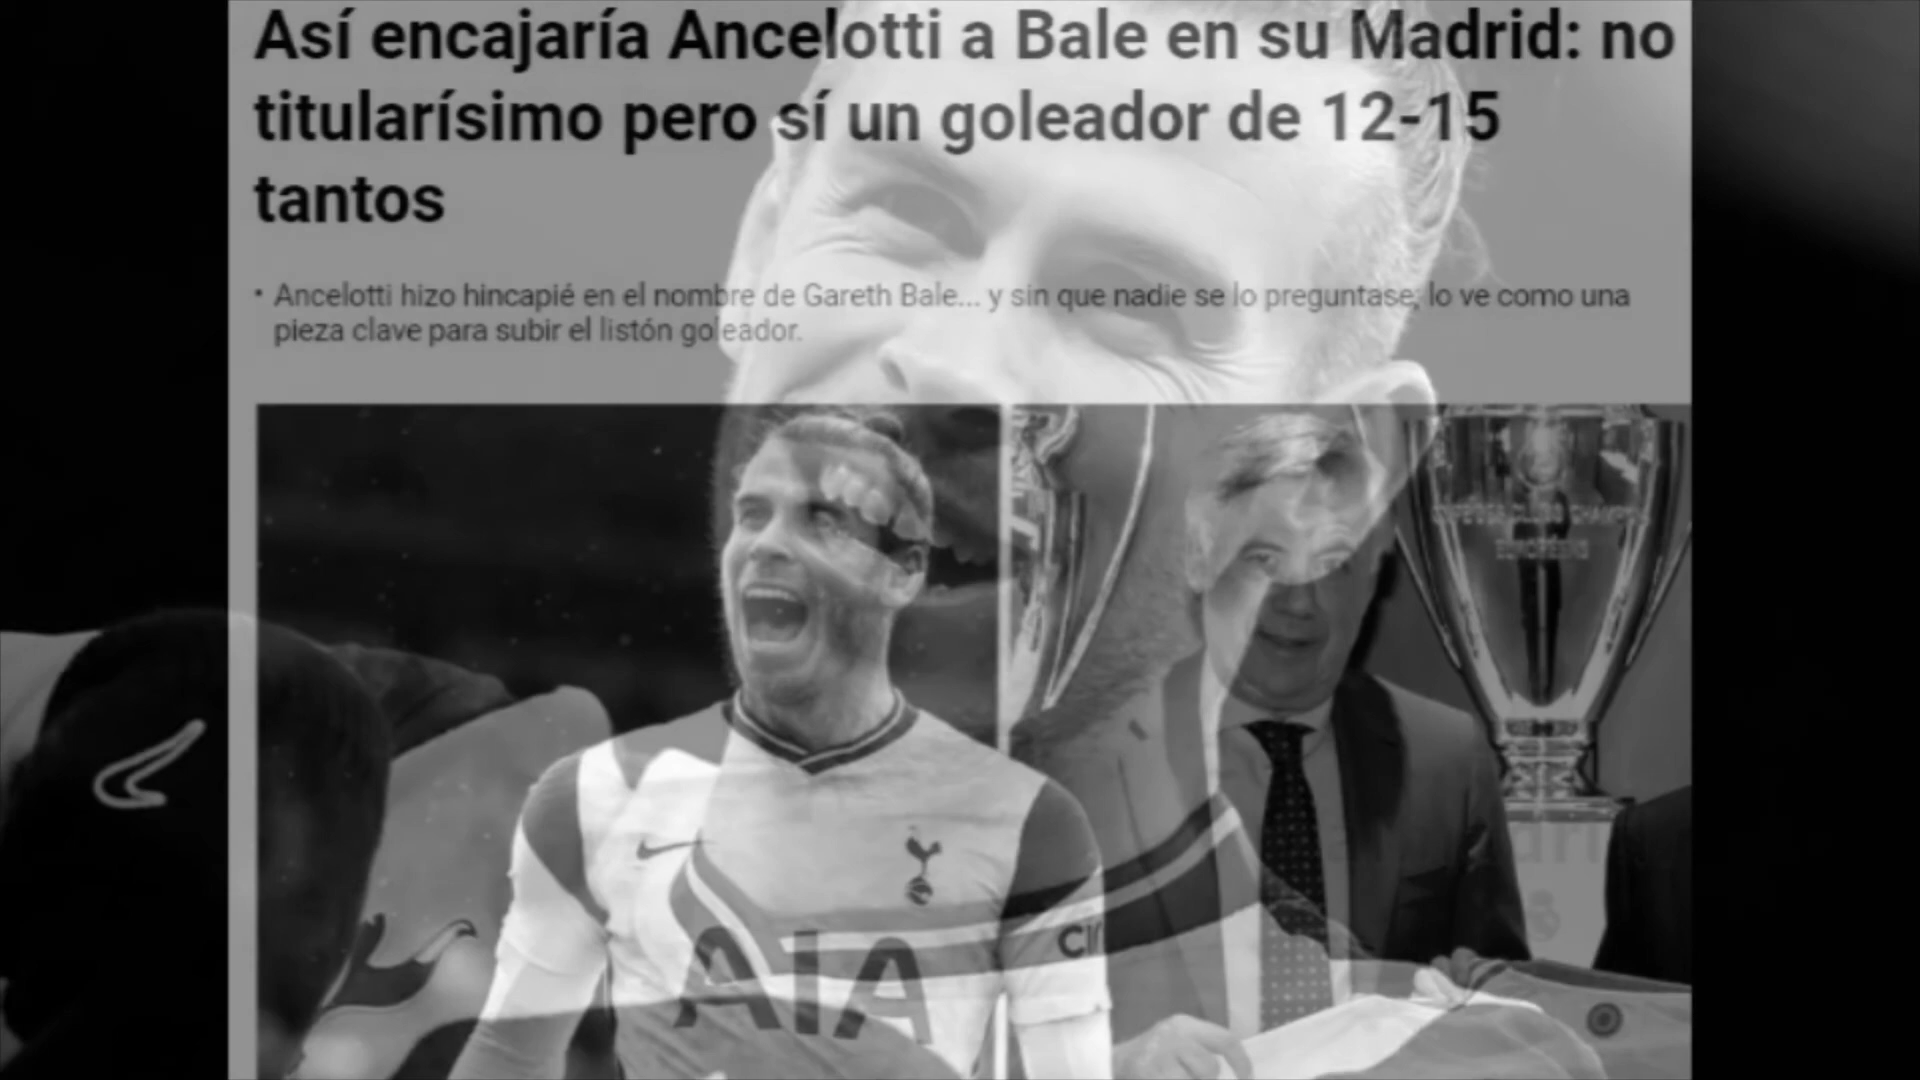 Así encajaría Ancelotti a Bale en su Madrid: no
titularísimo pero sí un goleador de 12-15
tantos
• Ancelotti hizo hincapié en el nombre de Gareth Bale... y sin que nadie se lo preguntase; lo ve como una
pieza clave para subir el listón goleador.
AIA